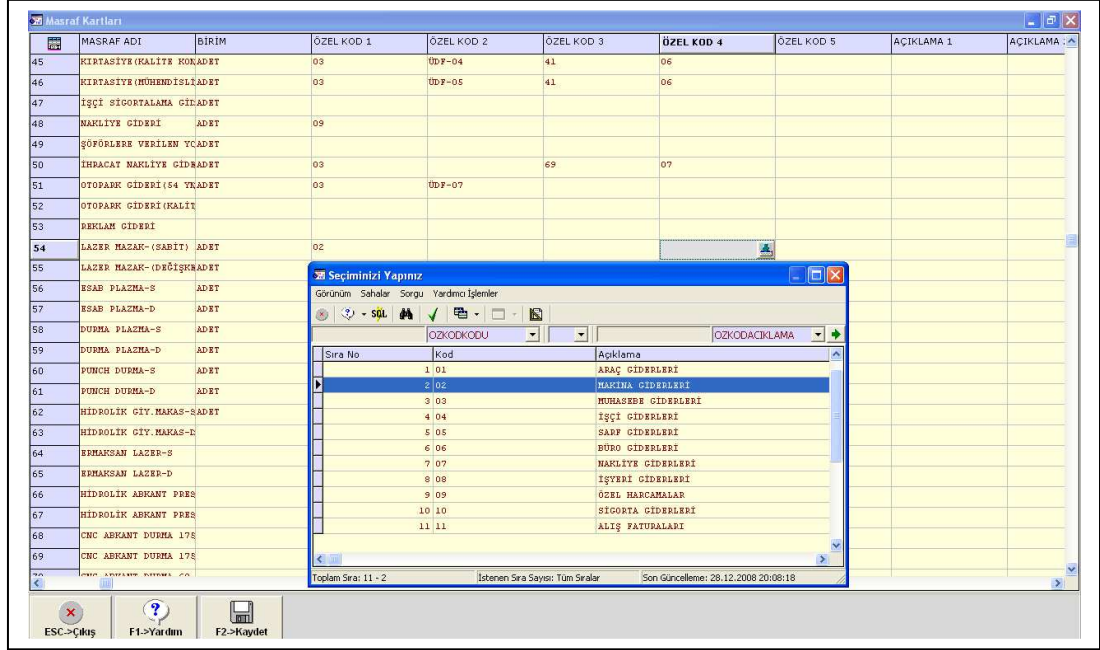 Masraf Kartları
MASRAF ADI BİRİM ÖZEL KOD 1 ÖZEL KOD 2 ÖZEL KOD 3 ÖZEL KOD 4 ÖZEL KOD 5 AÇIKLAMA 1 AÇIKLAMA
45 KIRTASİYE(KALİTE KON ADET 03 ÜDF-04 41 06
46 KIRTASİYE(MÜHENDİSLİ ADET 03 ÜDF-05 41 06
47 İŞÇİ SİGORTALAMA GİD ADET
48 NAKLİYE GİDERİ ADET 09
49 ŞÖFÖRLERE VERİLEN YO ADET
50 İHRACAT NAKLİYE GİDE ADET 03 69 07
51 OTOPARK GİDERİ(54 YK ADET 03 ÜDF-07
52 OTOPARK GİDERİ(KALİT
53 REKLAM GİDERİ
54 LAZER MAZAK-(SABİT) ADET 02
55 LAZER MAZAK-(DEĞİŞKE ADET
56 ESAB PLAZMA-S ADET
57 ESAB PLAZMA-D ADET
58 DURMA PLAZMA-S ADET
59 DURMA PLAZMA-D ADET
60 PUNCH DURMA-S ADET
61 PUNCH DURMA-D ADET
62 HİDROLİK GİY.MAKAS-S ADET
63 HİDROLİK GİY.MAKAS-D
64 ERMAKSAN LAZER-S
65 ERMAKSAN LAZER-D
66 HİDROLİK ABKANT PRES
67 HİDROLİK ABKANT PRES
68 CNC ABKANT DURMA 175
69 CNC ABKANT DURMA 175
Seçiminizi Yapınız
Görünüm Sahalar Sorgu Yardımcı İşlemler
SQL
OZKODKODU OZKODACIKLAMA
Sıra No Kod Açıklama
1 01 ARAÇ GİDERLERİ
2 02 MAKİNA GİDERLERİ
3 03 MUHASEBE GİDERLERİ
4 04 İŞÇİ GİDERLERİ
5 05 SARF GİDERLERİ
6 06 BÜRO GİDERLERİ
7 07 NAKLİYE GİDERLERİ
8 08 İŞYERİ GİDERLERİ
9 09 ÖZEL HARCAMALAR
10 10 SİGORTA GİDERLERİ
11 11 ALIŞ FATURALARI
Toplam Sıra: 11 - 2 İstenen Sıra Sayısı: Tüm Sıralar Son Güncelleme: 28.12.2008 20:08:18
ESC->Çıkış F1->Yardım F2->Kaydet